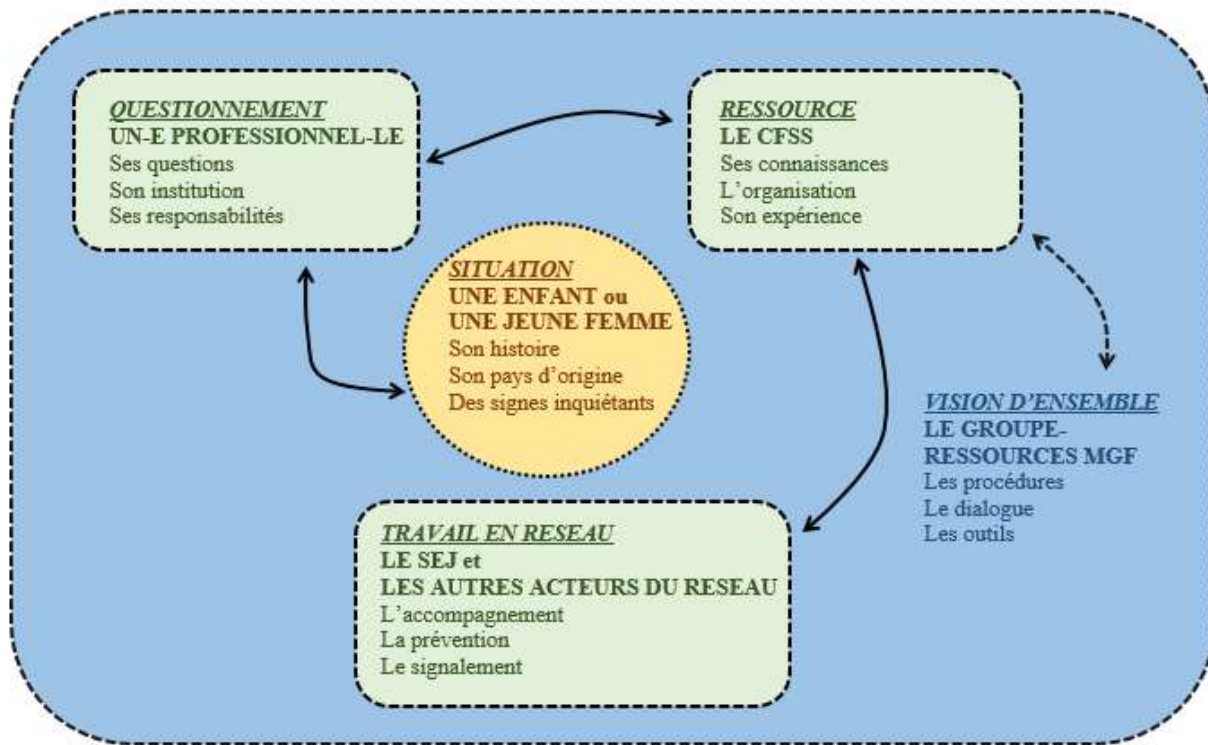 QUESTIONNEMENT
UN-E PROFESSIONNEL-LE
Ses questions
Son institution
Ses responsabilités
RESSOURCE
LE CFSS
Ses connaissances
L'organisation
Son expérience
SITUATION
UNE ENFANT ou
UNE JEUNE FEMME
Son histoire
Son pays d'origine
Des signes inquiétants
VISION D'ENSEMBLE
LE GROUPE-
RESSOURCES MGF
Les procédures
Le dialogue
Les outils
TRAVAIL EN RESEAU
LE SEJ et
LES AUTRES ACTEURS DU RESEAU
L'accompagnement
La prévention
Le signalement